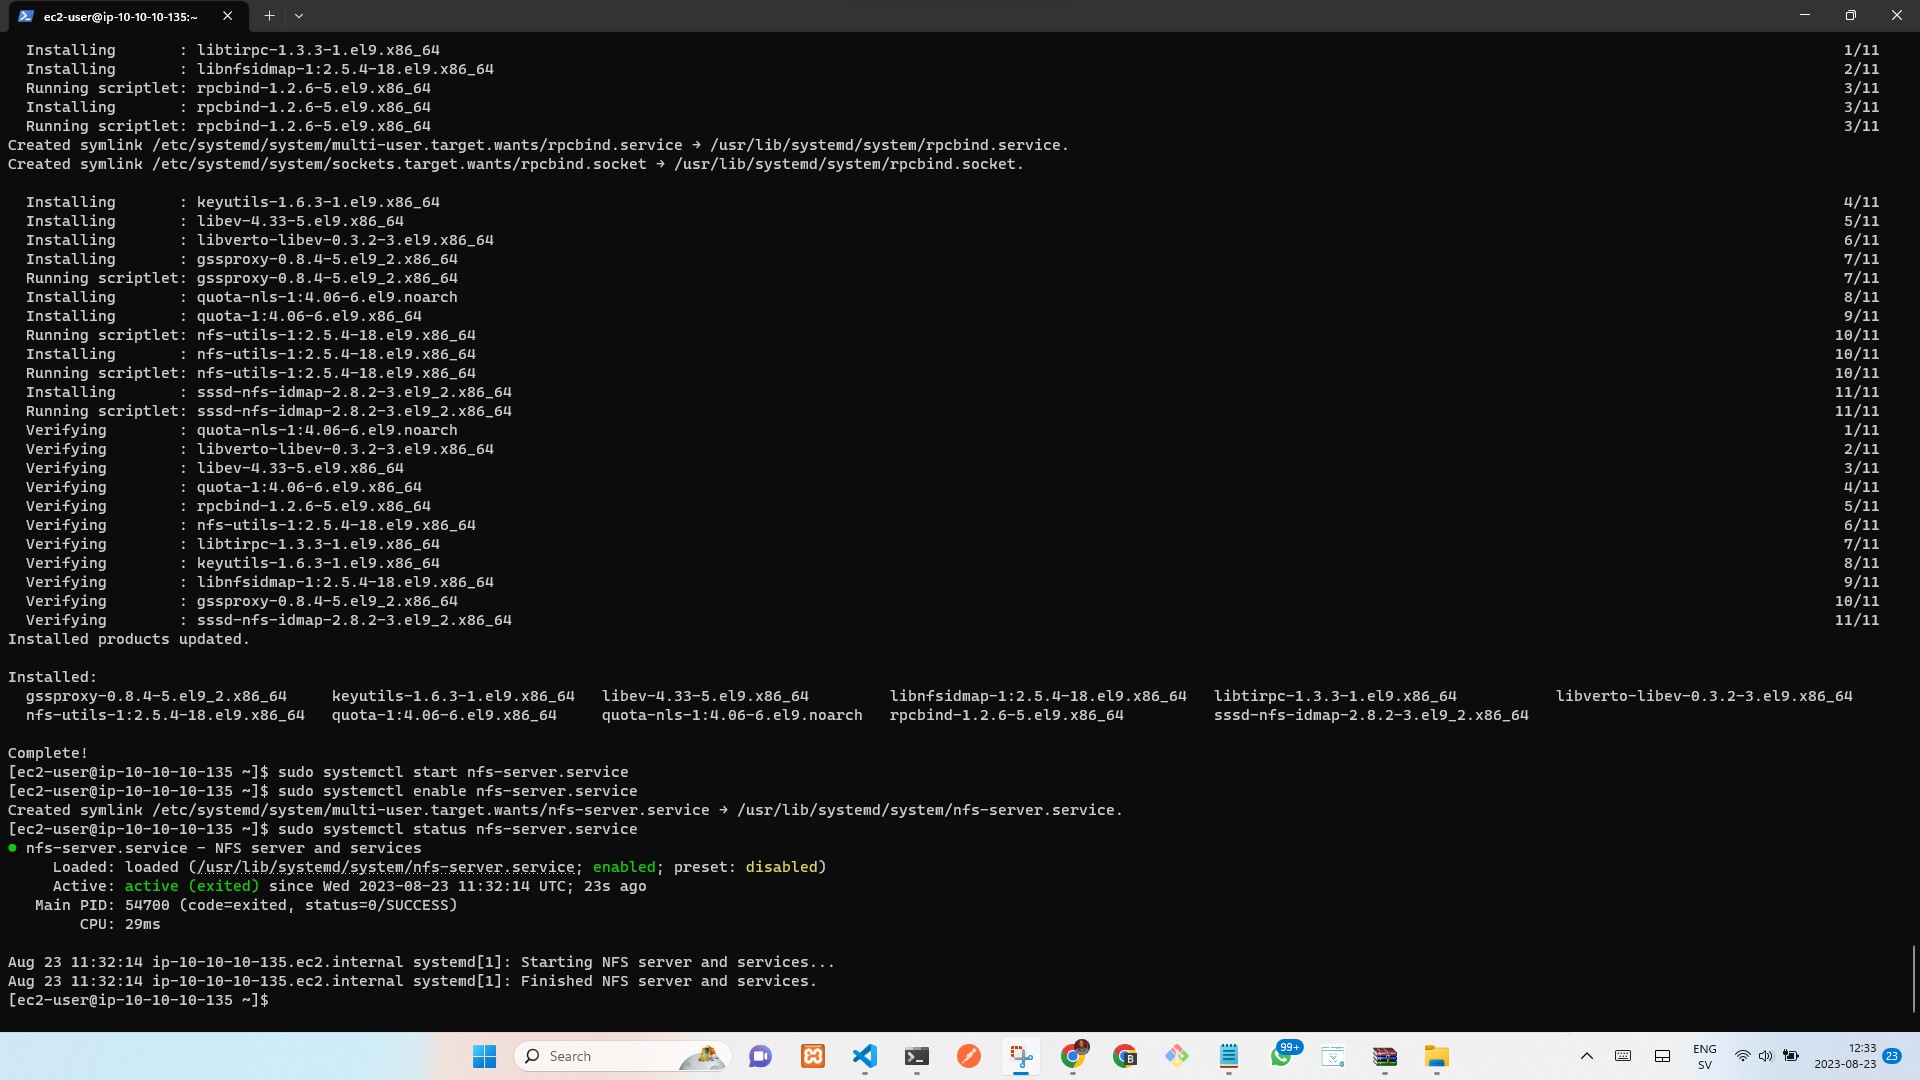 ec2-user@ip-10-10-10-135:~
Installing : libtirpc-1.3.3-1.el9.x86_64 1/11
Installing : libnfsidmap-1:2.5.4-18.el9.x86_64 2/11
Running scriptlet: rpcbind-1.2.6-5.el9.x86_64 3/11
Installing : rpcbind-1.2.6-5.el9.x86_64 3/11
Running scriptlet: rpcbind-1.2.6-5.el9.x86_64 3/11
Created symlink /etc/systemd/system/multi-user.target.wants/rpcbind.service → /usr/lib/systemd/system/rpcbind.service.
Created symlink /etc/systemd/system/sockets.target.wants/rpcbind.socket → /usr/lib/systemd/system/rpcbind.socket.
Installing : keyutils-1.6.3-1.el9.x86_64 4/11
Installing : libev-4.33-5.el9.x86_64 5/11
Installing : libverto-libev-0.3.2-3.el9.x86_64 6/11
Installing : gssproxy-0.8.4-5.el9_2.x86_64 7/11
Running scriptlet: gssproxy-0.8.4-5.el9_2.x86_64 7/11
Installing : quota-nls-1:4.06-6.el9.noarch 8/11
Installing : quota-1:4.06-6.el9.x86_64 9/11
Running scriptlet: nfs-utils-1:2.5.4-18.el9.x86_64 10/11
Installing : nfs-utils-1:2.5.4-18.el9.x86_64 10/11
Running scriptlet: nfs-utils-1:2.5.4-18.el9.x86_64 10/11
Installing : sssd-nfs-idmap-2.8.2-3.el9_2.x86_64 11/11
Running scriptlet: sssd-nfs-idmap-2.8.2-3.el9_2.x86_64 11/11
Verifying : quota-nls-1:4.06-6.el9.noarch 1/11
Verifying : libverto-libev-0.3.2-3.el9.x86_64 2/11
Verifying : libev-4.33-5.el9.x86_64 3/11
Verifying : quota-1:4.06-6.el9.x86_64 4/11
Verifying : rpcbind-1.2.6-5.el9.x86_64 5/11
Verifying : nfs-utils-1:2.5.4-18.el9.x86_64 6/11
Verifying : libtirpc-1.3.3-1.el9.x86_64 7/11
Verifying : keyutils-1.6.3-1.el9.x86_64 8/11
Verifying : libnfsidmap-1:2.5.4-18.el9.x86_64 9/11
Verifying : gssproxy-0.8.4-5.el9_2.x86_64 10/11
Verifying : sssd-nfs-idmap-2.8.2-3.el9_2.x86_64 11/11
Installed products updated.
Installed:
gssproxy-0.8.4-5.el9_2.x86_64 keyutils-1.6.3-1.el9.x86_64 libev-4.33-5.el9.x86_64 libnfsidmap-1:2.5.4-18.el9.x86_64 libtirpc-1.3.3-1.el9.x86_64 libverto-libev-0.3.2-3.el9.x86_64
nfs-utils-1:2.5.4-18.el9.x86_64 quota-1:4.06-6.el9.x86_64 quota-nls-1:4.06-6.el9.noarch rpcbind-1.2.6-5.el9.x86_64 sssd-nfs-idmap-2.8.2-3.el9_2.x86_64
Complete!
[ec2-user@ip-10-10-10-135 ~]$ sudo systemctl start nfs-server.service
[ec2-user@ip-10-10-10-135 ~]$ sudo systemctl enable nfs-server.service
Created symlink /etc/systemd/system/multi-user.target.wants/nfs-server.service → /usr/lib/systemd/system/nfs-server.service.
[ec2-user@ip-10-10-10-135 ~]$ sudo systemctl status nfs-server.service
● nfs-server.service - NFS server and services
Loaded: loaded (/usr/lib/systemd/system/nfs-server.service; enabled; preset: disabled)
Active: active (exited) since Wed 2023-08-23 11:32:14 UTC; 23s ago
Main PID: 54700 (code=exited, status=0/SUCCESS)
CPU: 29ms
Aug 23 11:32:14 ip-10-10-10-135.ec2.internal systemd[1]: Starting NFS server and services...
Aug 23 11:32:14 ip-10-10-10-135.ec2.internal systemd[1]: Finished NFS server and services.
[ec2-user@ip-10-10-10-135 ~]$
Search
B
99+
ENG
SV
12:33
2023-08-23
23